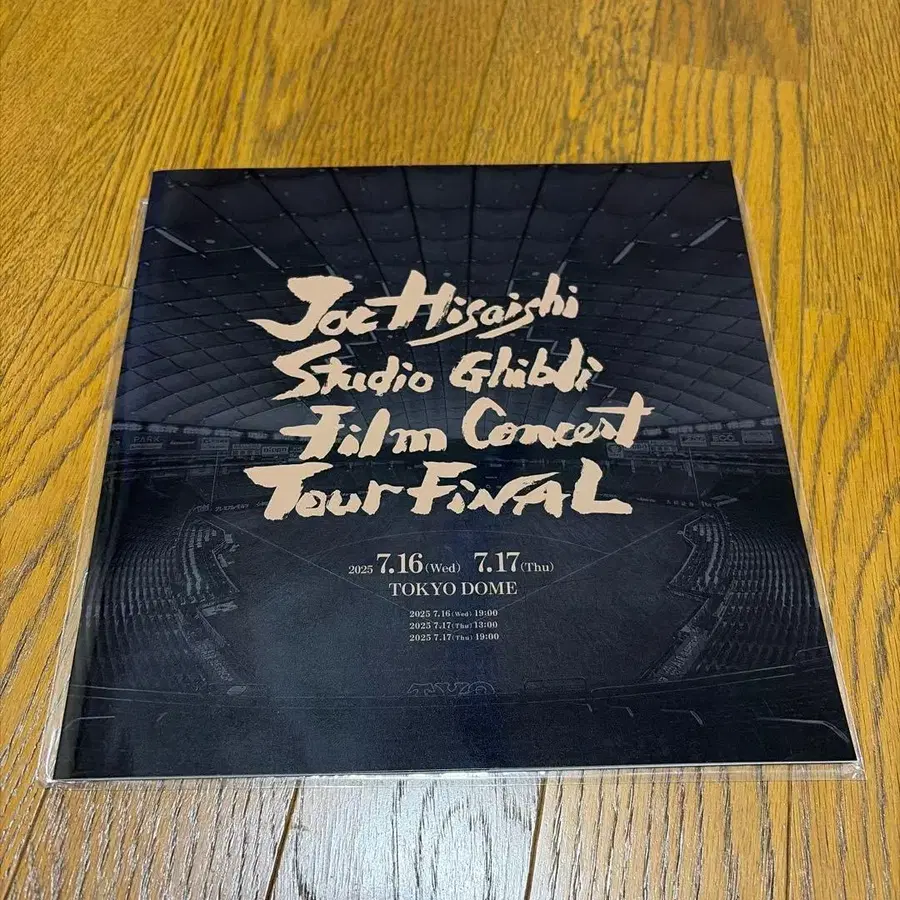 Joe Hisaishi
Studio Ghibli
Film Concert
Tour FINAL
2025 7.16(Wed) 7.17(Thu)
TOKYO DOME
2025 7.16(Wed) 19:00
2025 7.17(Thu) 13:00
2025 7.17(Thu) 19:00